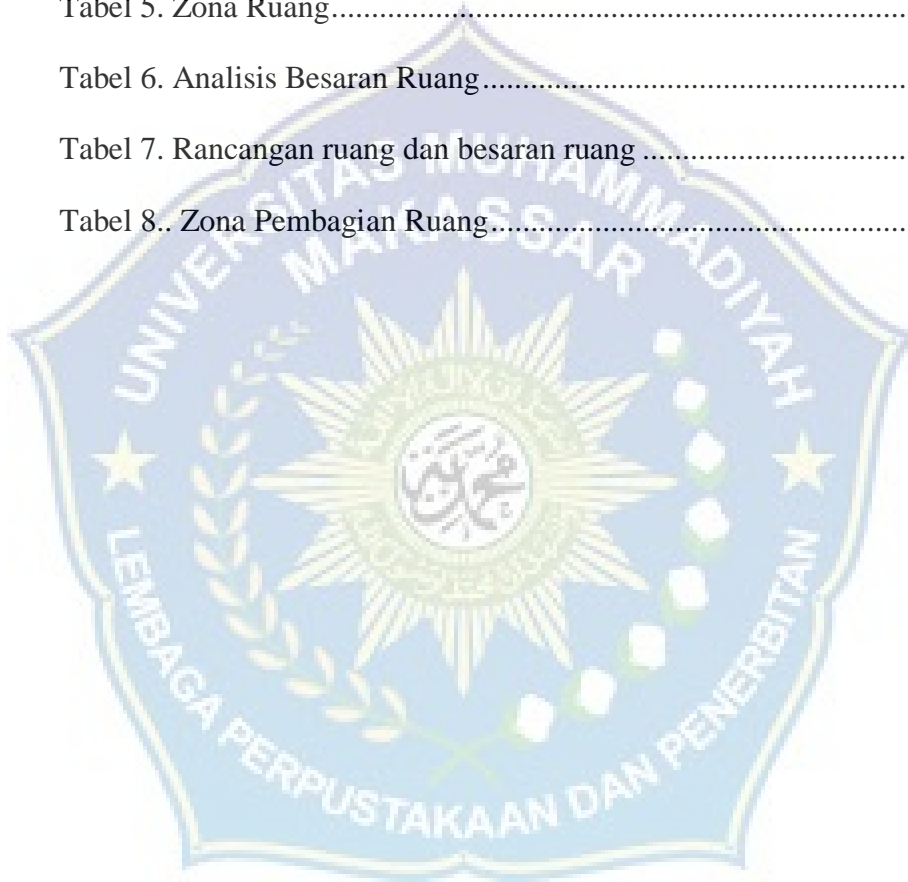 Tabel 5. Zona Ruang
Tabel 6. Analisis Besaran Ruang
Tabel 7. Rancangan ruang dan besaran ruang
Tabel 8.. Zona Pembagian Ruang
UNIVERSITAS MUHAMMADIYAH
MAKASSAR
LEMBAGA PERPUSTAKAAN DAN PENERBITAN